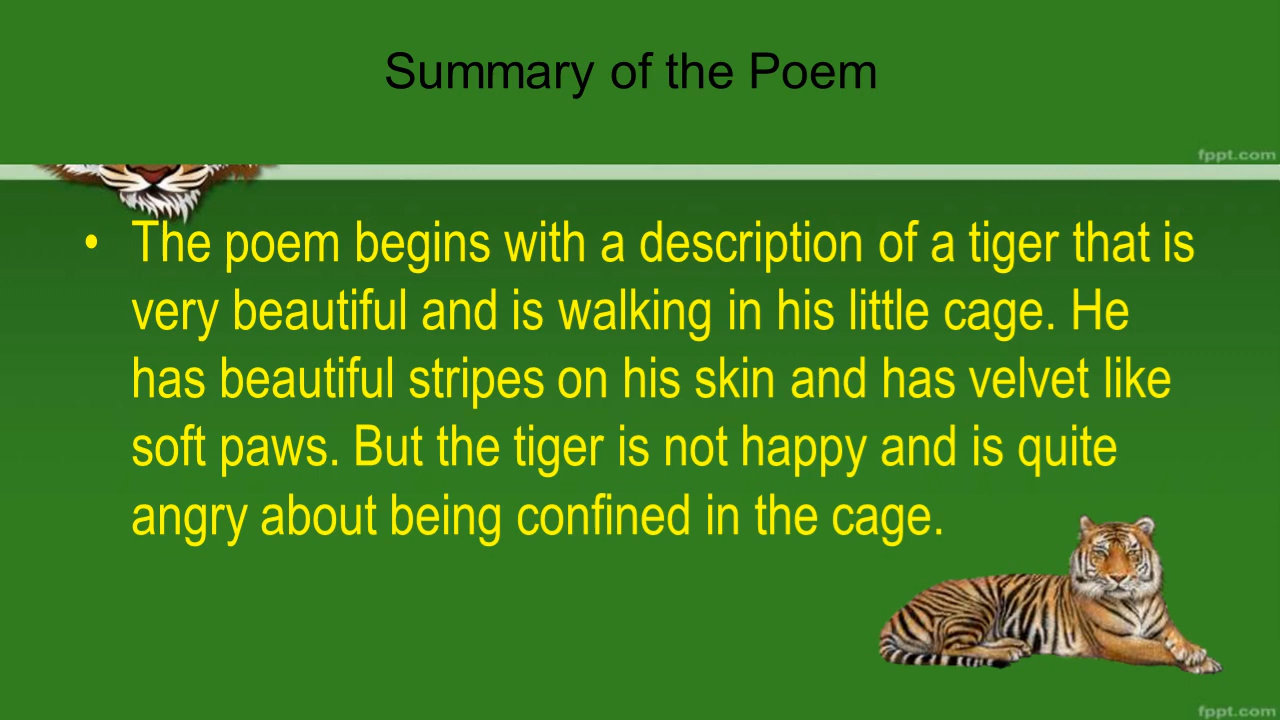 Summary of the Poem
fppt.com
• The poem begins with a description of a tiger that is
very beautiful and is walking in his little cage. He
has beautiful stripes on his skin and has velvet like
soft paws. But the tiger is not happy and is quite
angry about being confined in the cage.
fppt.com